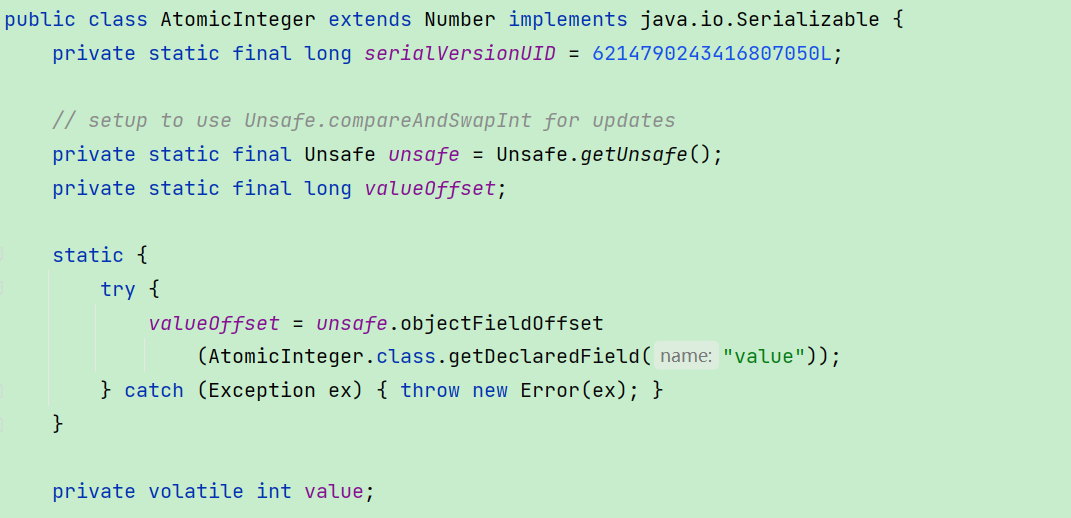 public class AtomicInteger extends Number implements java.io.Serializable {
private static final long serialVersionUID = 6214790243416807050L;
// setup to use Unsafe.compareAndSwapInt for updates
private static final Unsafe unsafe = Unsafe.getUnsafe();
private static final long valueOffset;
static {
try {
valueOffset = unsafe.objectFieldOffset
(AtomicInteger.class.getDeclaredField( name: "value"));
} catch (Exception ex) { throw new Error(ex); }
}
private volatile int value;